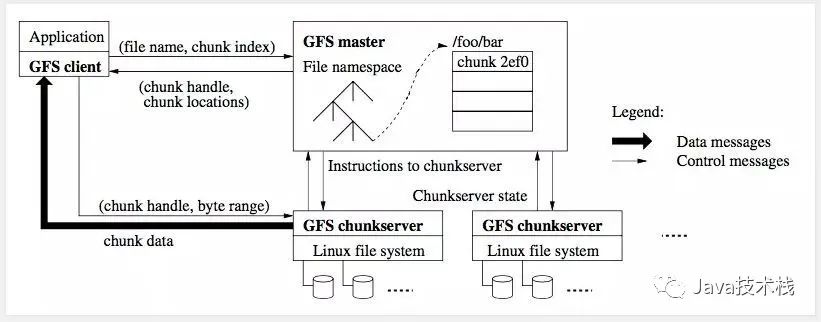 Application
GFS client
(file name, chunk index)
(chunk handle,
chunk locations)
GFS master
File namespace
/foo/bar
chunk 2ef0
Legend:
Data messages
Control messages
Instructions to chunkserver
Chunkserver state
(chunk handle, byte range)
chunk data
GFS chunkserver
Linux file system
GFS chunkserver
Linux file system
Java技术栈